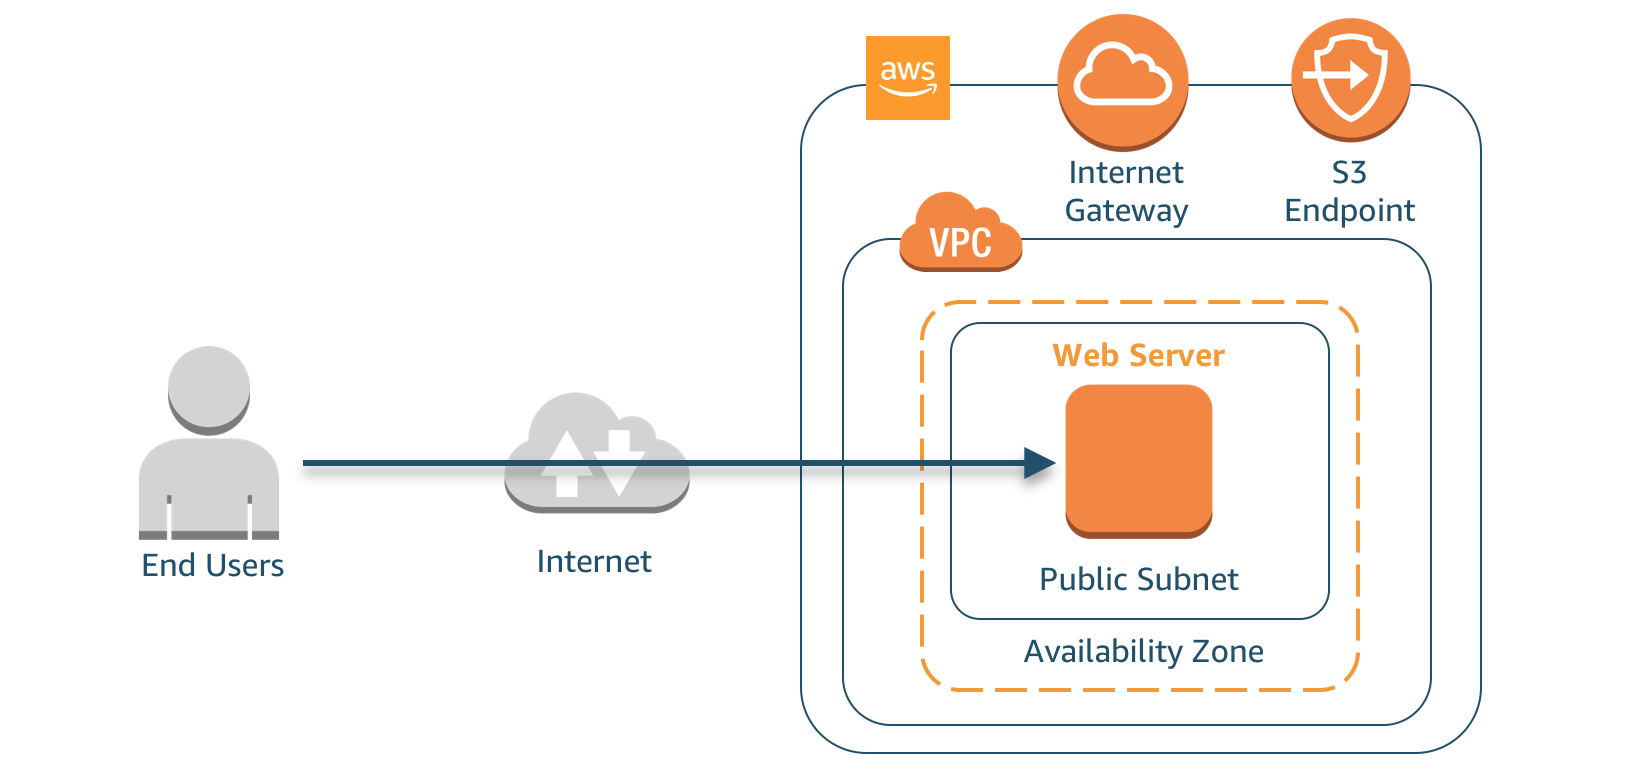 aws
Internet
Gateway
S3
Endpoint
VPC
Web Server
End Users
Internet
Public Subnet
Availability Zone